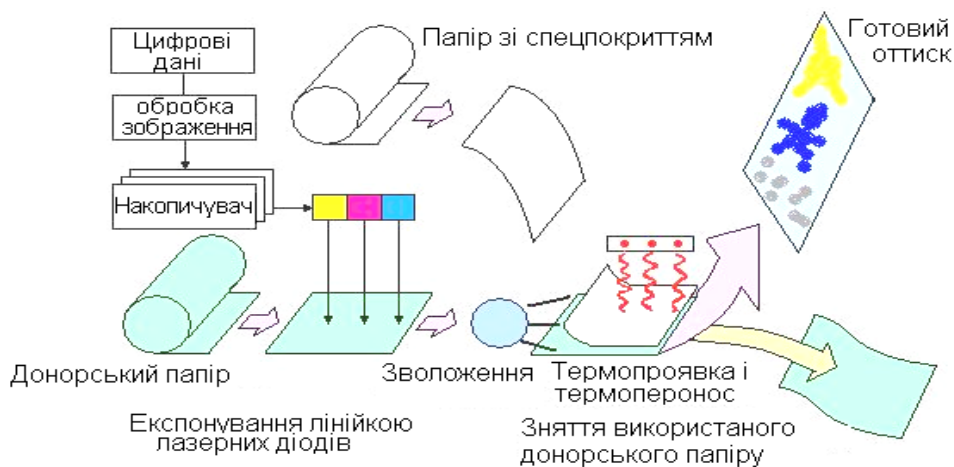 Цифрові
дані
обробка
зображення
Накопичувач
Папір зі спецпокриттям
Готовий
оттиск
Донорський папір
Експонування лінійкою
лазерних діодів
Зволоження
Термопроявка і
термоперонос
Зняття використаного
донорського папіру